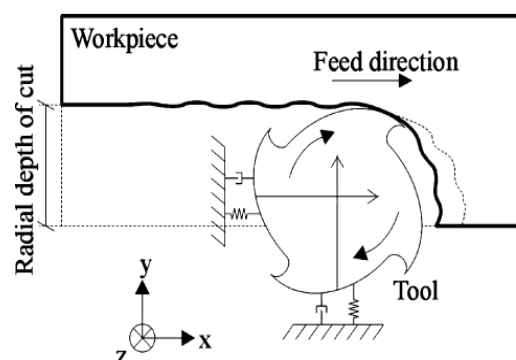 Workpiece
Feed direction
Radial depth of cut
Tool
y
x
z